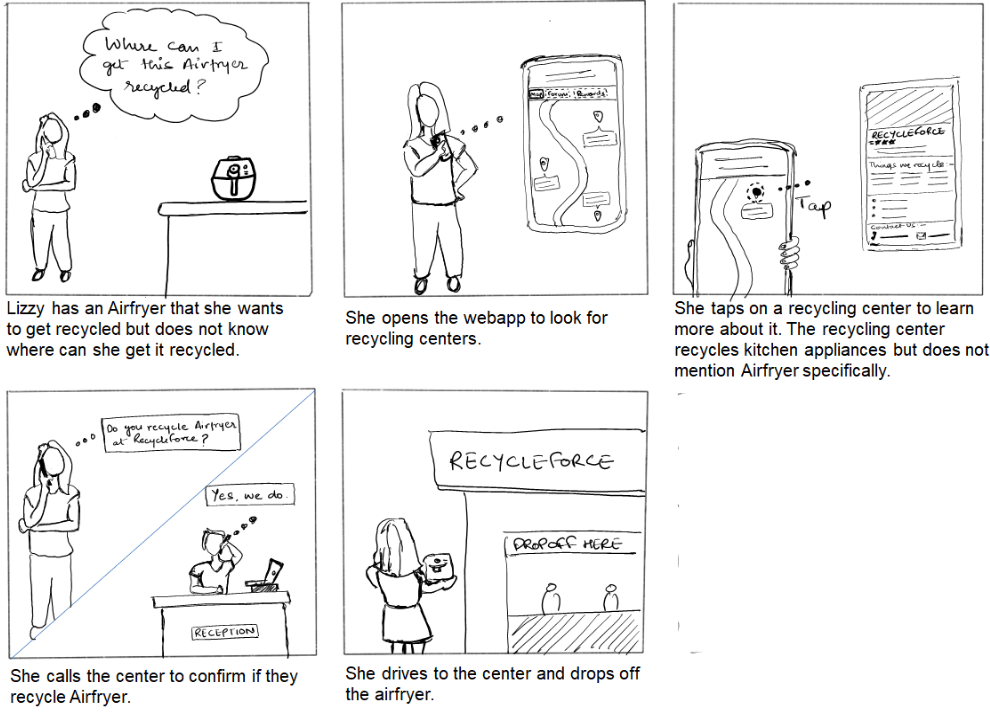 Where can I
get this Airfryer
recycled?
Lizzy has an Airfryer that she wants
to get recycled but does not know
where can she get it recycled.
Map Forum Rewards
She opens the webapp to look for
recycling centers.
Tap
RECYCLEFORCE
Things we recycle -
Contact Us -
She taps on a recycling center to learn
more about it. The recycling center
recycles kitchen appliances but does not
mention Airfryer specifically.
Do you recycle Airfryer
at RecycleForce?
Yes, we do.
RECEPTION
She calls the center to confirm if they
recycle Airfryer.
RECYCLEFORCE
DROPOFF HERE
She drives to the center and drops off
the airfryer.